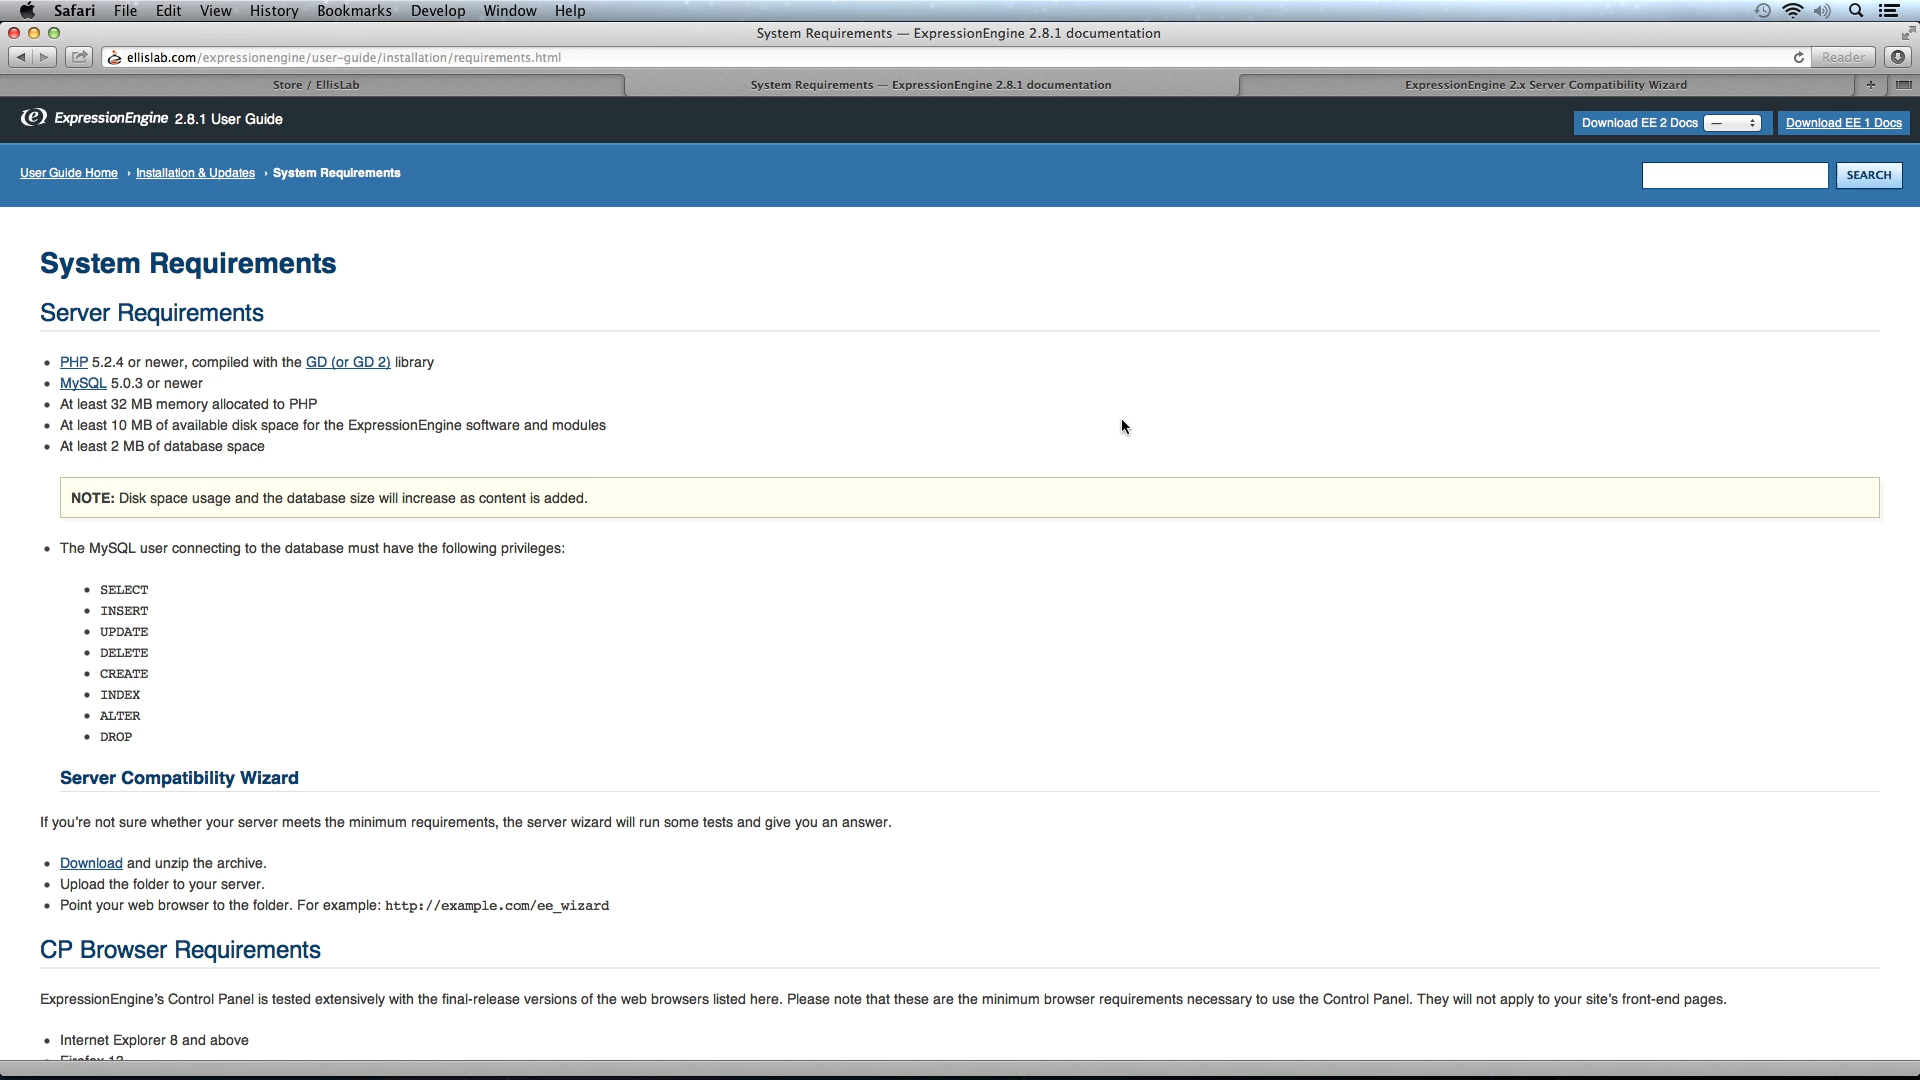 Safari File Edit View History Bookmarks Develop Window Help
System Requirements — ExpressionEngine 2.8.1 documentation
ellislab.com/expressionengine/user-guide/installation/requirements.html
Reader
Store / EllisLab
System Requirements — ExpressionEngine 2.8.1 documentation
ExpressionEngine 2.x Server Compatibility Wizard
ExpressionEngine 2.8.1 User Guide
Download EE 2 Docs —
Download EE 1 Docs
User Guide Home › Installation & Updates › System Requirements
SEARCH
System Requirements
Server Requirements
• PHP 5.2.4 or newer, compiled with the GD (or GD 2) library
• MySQL 5.0.3 or newer
• At least 32 MB memory allocated to PHP
• At least 10 MB of available disk space for the ExpressionEngine software and modules
• At least 2 MB of database space
NOTE: Disk space usage and the database size will increase as content is added.
• The MySQL user connecting to the database must have the following privileges:
• SELECT
• INSERT
• UPDATE
• DELETE
• CREATE
• INDEX
• ALTER
• DROP
Server Compatibility Wizard
If you’re not sure whether your server meets the minimum requirements, the server wizard will run some tests and give you an answer.
• Download and unzip the archive.
• Upload the folder to your server.
• Point your web browser to the folder. For example: http://example.com/ee_wizard
CP Browser Requirements
ExpressionEngine’s Control Panel is tested extensively with the final-release versions of the web browsers listed here. Please note that these are the minimum browser requirements necessary to use the Control Panel. They will not apply to your site’s front-end pages.
• Internet Explorer 8 and above
• Firefox